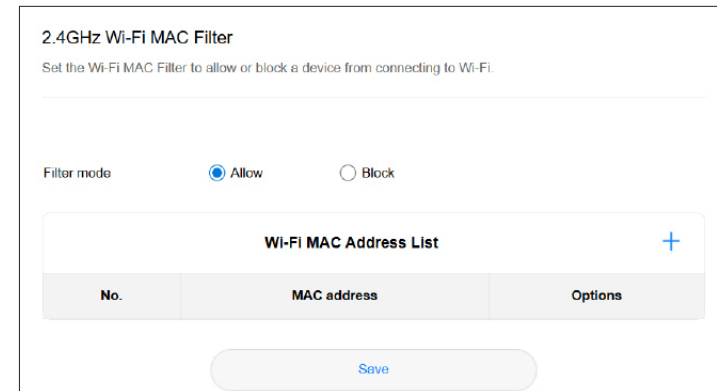 2.4GHz Wi-Fi MAC Filter
Set the Wi-Fi MAC Filter to allow or block a device from connecting to Wi-Fi.
Filter mode Allow Block
Wi-Fi MAC Address List +
No. MAC address Options
Save